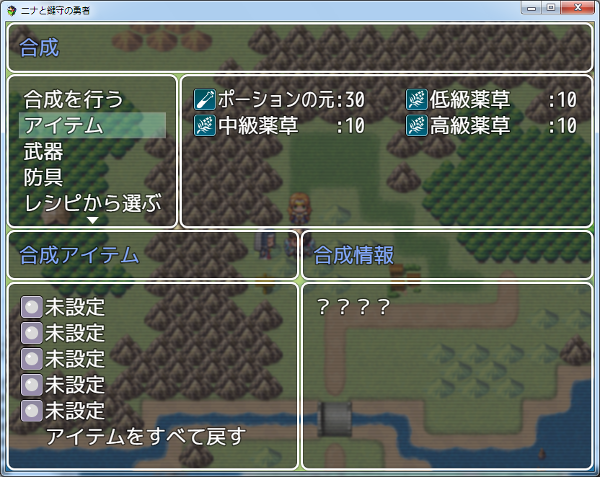 ニナと鍵守の勇者
合成
合成を行う
アイテム
武器
防具
レシピから選ぶ
ポーションの元:30 低級薬草 :10
中級薬草 :10 高級薬草 :10
合成アイテム
合成情報
未設定
未設定
未設定
未設定
未設定
アイテムをすべて戻す
????